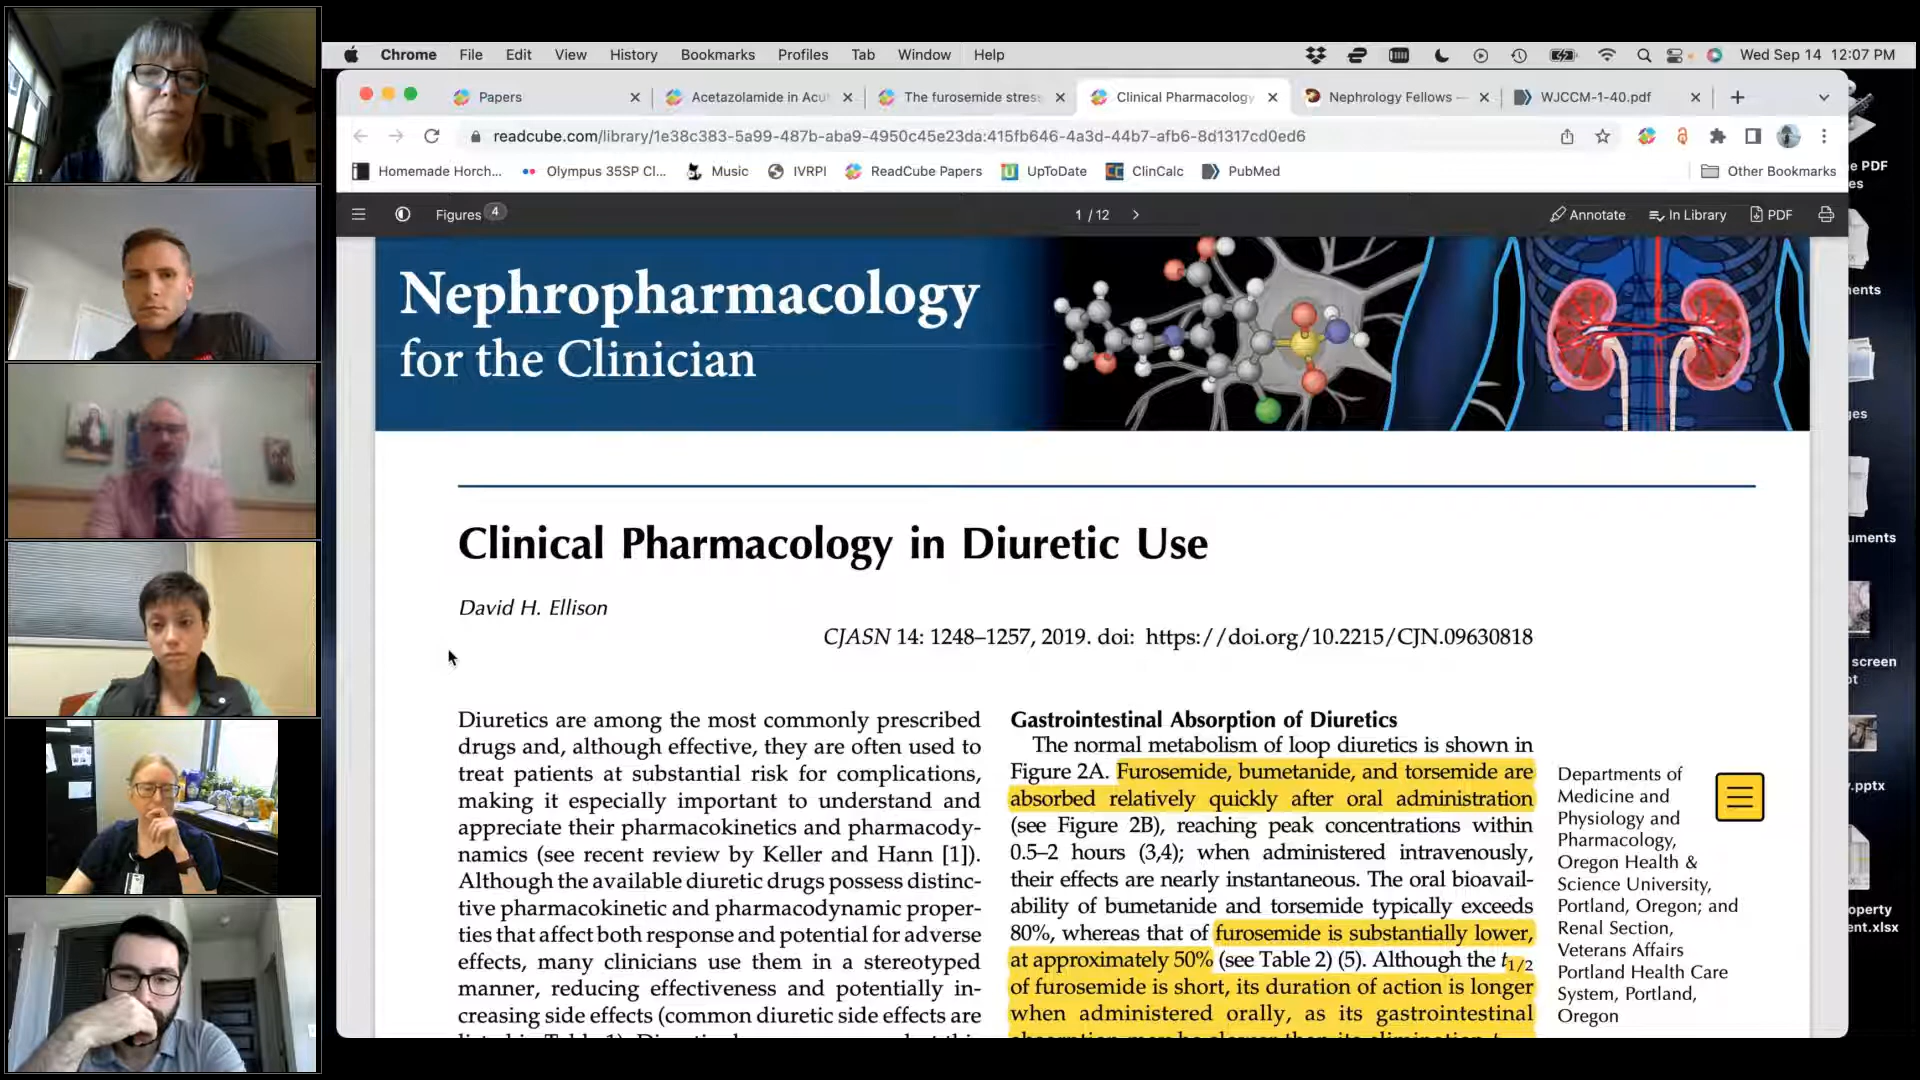 Chrome File Edit View History Bookmarks Profiles Tab Window Help Wed Sep 14 12:07 PM
Papers
Acetazolamide in Acu
The furosemide stres
Clinical Pharmacology
Nephrology Fellows —
WJCCM-1-40.pdf
readcube.com/library/1e38c383-5a99-487b-aba9-4950c45e23da:415fb646-4a3d-44b7-afb6-8d1317cd0ed6
Homemade Horch... Olympus 35SP Cl... Music IVRPI ReadCube Papers UpToDate ClinCalc PubMed Other Bookmarks
Figures 4 1 / 12 Annotate In Library PDF
Nephropharmacology
for the Clinician
Clinical Pharmacology in Diuretic Use
David H. Ellison
CJASN 14: 1248–1257, 2019. doi: https://doi.org/10.2215/CJN.09630818
Diuretics are among the most commonly prescribed
drugs and, although effective, they are often used to
treat patients at substantial risk for complications,
making it especially important to understand and
appreciate their pharmacokinetics and pharmacody-
namics (see recent review by Keller and Hann [1]).
Although the available diuretic drugs possess distinc-
tive pharmacokinetic and pharmacodynamic proper-
ties that affect both response and potential for adverse
effects, many clinicians use them in a stereotyped
manner, reducing effectiveness and potentially in-
creasing side effects (common diuretic side effects are
Gastrointestinal Absorption of Diuretics
The normal metabolism of loop diuretics is shown in
Figure 2A. Furosemide, bumetanide, and torsemide are
absorbed relatively quickly after oral administration
(see Figure 2B), reaching peak concentrations within
0.5–2 hours (3,4); when administered intravenously,
their effects are nearly instantaneous. The oral bioavail-
ability of bumetanide and torsemide typically exceeds
80%, whereas that of furosemide is substantially lower,
at approximately 50% (see Table 2) (5). Although the t1/2
of furosemide is short, its duration of action is longer
when administered orally, as its gastrointestinal
Departments of
Medicine and
Physiology and
Pharmacology,
Oregon Health &
Science University,
Portland, Oregon; and
Renal Section,
Veterans Affairs
Portland Health Care
System, Portland,
Oregon
e PDF
es
ments
ges
uments
screen
ot
y.pptx
operty
ent.xlsx